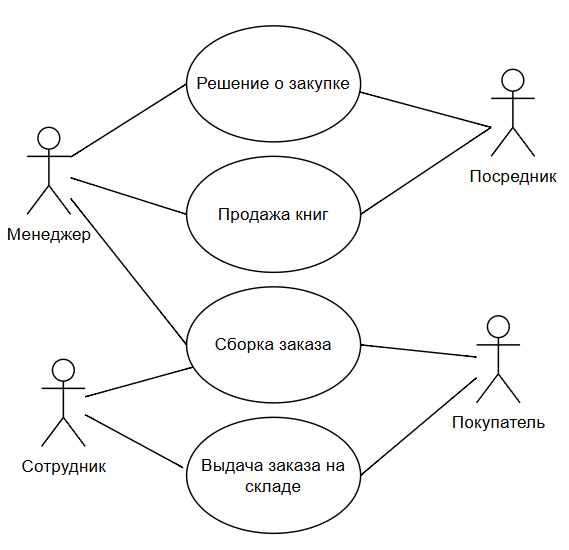 Решение о закупке
Посредник
Продажа книг
Менеджер
Сборка заказа
Покупатель
Сотрудник
Выдача заказа на
складе